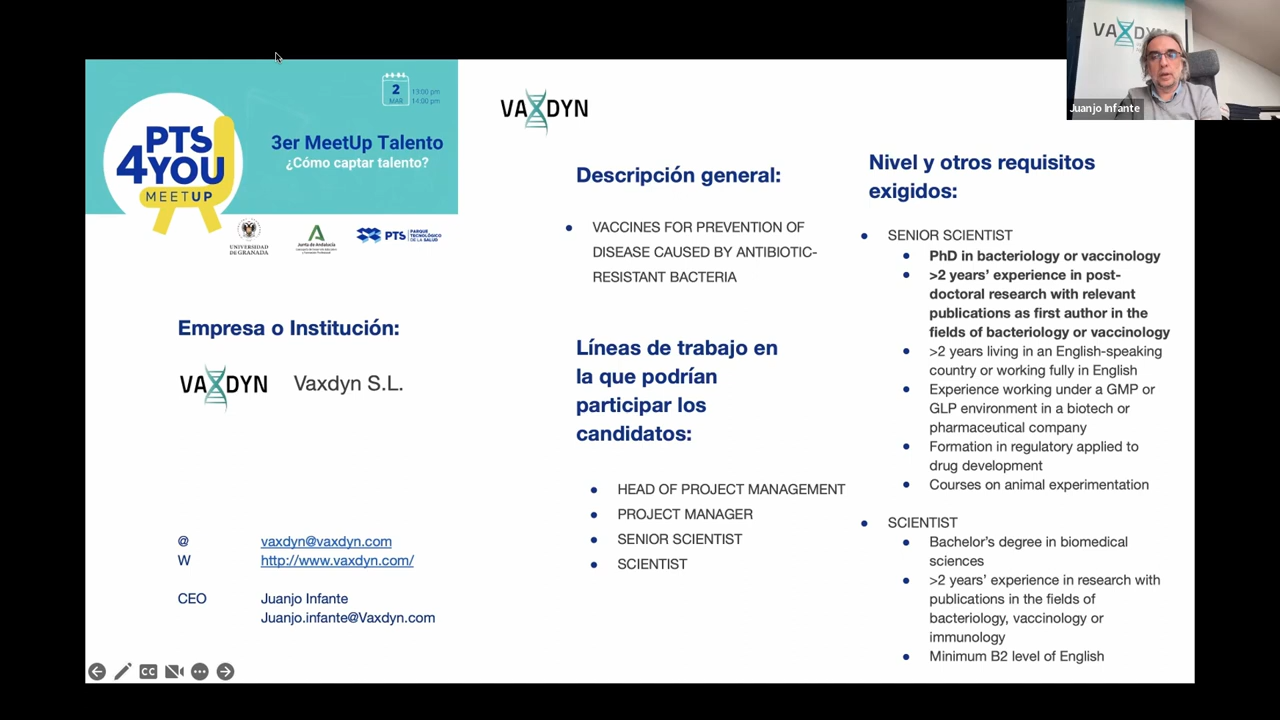 2
MAR
13:00 pm
14:00 pm
PTS
4YOU
MEETUP
3er MeetUp Talento
¿Cómo captar talento?
UNIVERSIDAD
DE GRANADA
Junta de Andalucía
PTS
PARQUE
TECNOLÓGICO
DE LA SALUD
Empresa o Institución:
VAXDYN
Vaxdyn S.L.
@ vaxdyn@vaxdyn.com
W http://www.vaxdyn.com/
CEO Juanjo Infante
Juanjo.infante@Vaxdyn.com
CC
VAXDYN
Descripción general:
• VACCINES FOR PREVENTION OF
DISEASE CAUSED BY ANTIBIOTIC-
RESISTANT BACTERIA
Líneas de trabajo en
la que podrían
participar los
candidatos:
• HEAD OF PROJECT MANAGEMENT
• PROJECT MANAGER
• SENIOR SCIENTIST
• SCIENTIST
Nivel y otros requisitos
exigidos:
• SENIOR SCIENTIST
• PhD in bacteriology or vaccinology
• >2 years' experience in post-
doctoral research with relevant
publications as first author in the
fields of bacteriology or vaccinology
• >2 years living in an English-speaking
country or working fully in English
• Experience working under a GMP or
GLP environment in a biotech or
pharmaceutical company
• Formation in regulatory applied to
drug development
• Courses on animal experimentation
• SCIENTIST
• Bachelor's degree in biomedical
sciences
• >2 years' experience in research with
publications in the fields of
bacteriology, vaccinology or
immunology
• Minimum B2 level of English
VAXDYN
Juanjo Infante